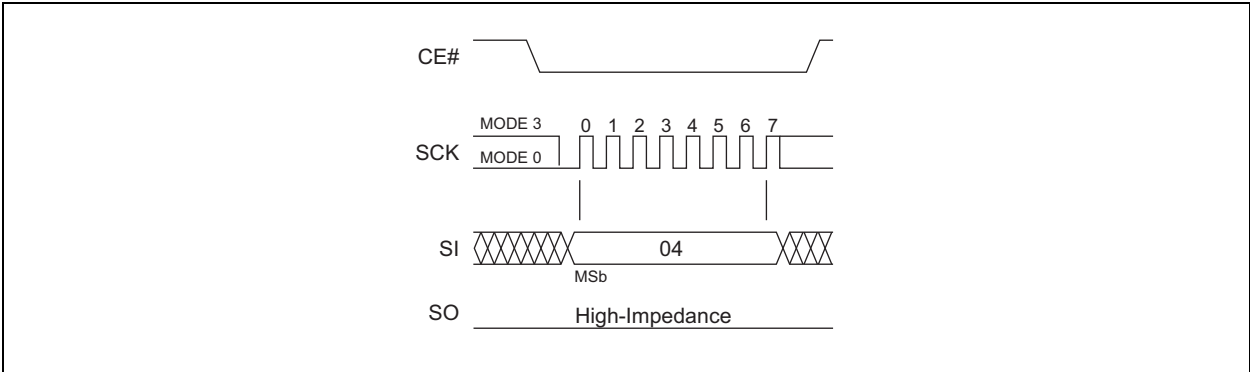 CE#
MODE 3 0 1 2 3 4 5 6 7
SCK
MODE 0
SI 04
MSb
SO High-Impedance